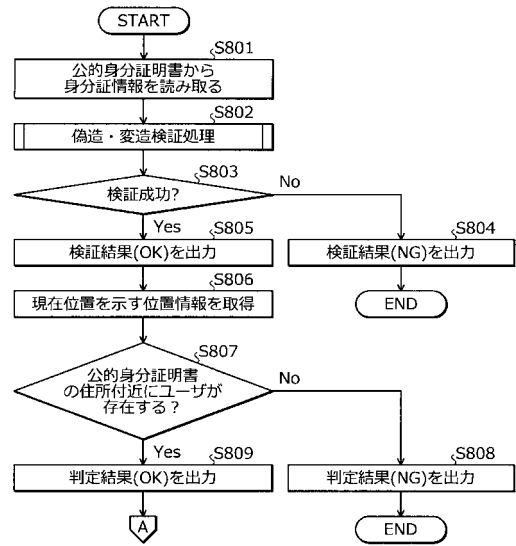 START
S801
公的身分証明書から
身分証情報を読み取る
S802
偽造・変造検証処理
S803
検証成功?
No
Yes
S805
検証結果(OK)を出力
S804
検証結果(NG)を出力
S806
END
現在位置を示す位置情報を取得
S807
公的身分証明書
の住所付近にユーザが
存在する?
No
Yes
S809
判定結果(OK)を出力
S808
判定結果(NG)を出力
A
END